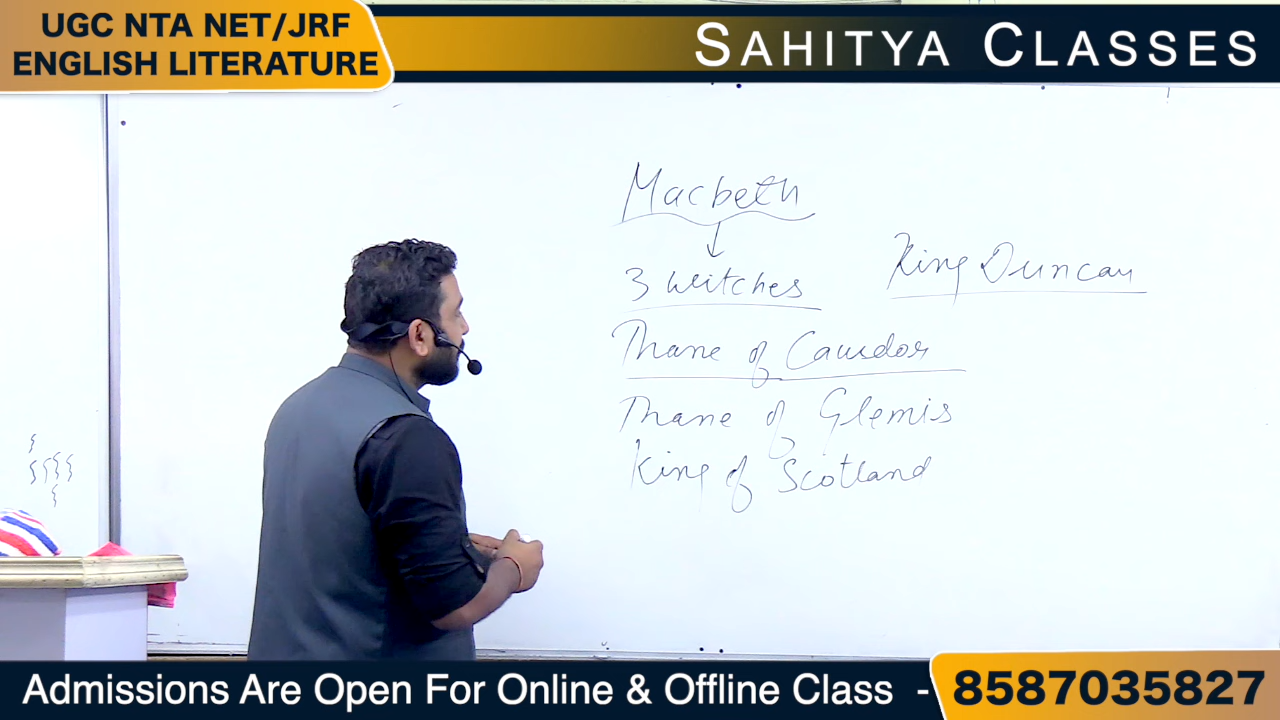 UGC NTA NET/JRF
ENGLISH LITERATURE
SAHITYA CLASSES
Macbeth
3 witches
King Duncan
Thane of Cawdor
Thane of Glemis
King of Scotland
Admissions Are Open For Online & Offline Class - 8587035827